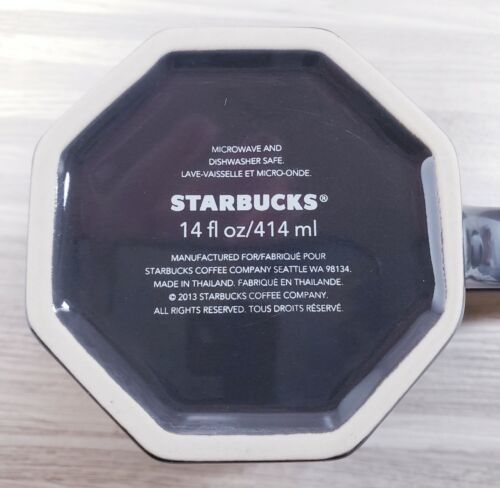 MICROWAVE AND
DISHWASHER SAFE.
LAVE-VAISSELLE ET MICRO-ONDE.
STARBUCKS®
14 fl oz/414 ml
MANUFACTURED FOR/FABRIQUÉ POUR
STARBUCKS COFFEE COMPANY SEATTLE WA 98134.
MADE IN THAILAND. FABRIQUÉ EN THAILANDE.
© 2013 STARBUCKS COFFEE COMPANY.
ALL RIGHTS RESERVED. TOUS DROITS RÉSERVÉ.